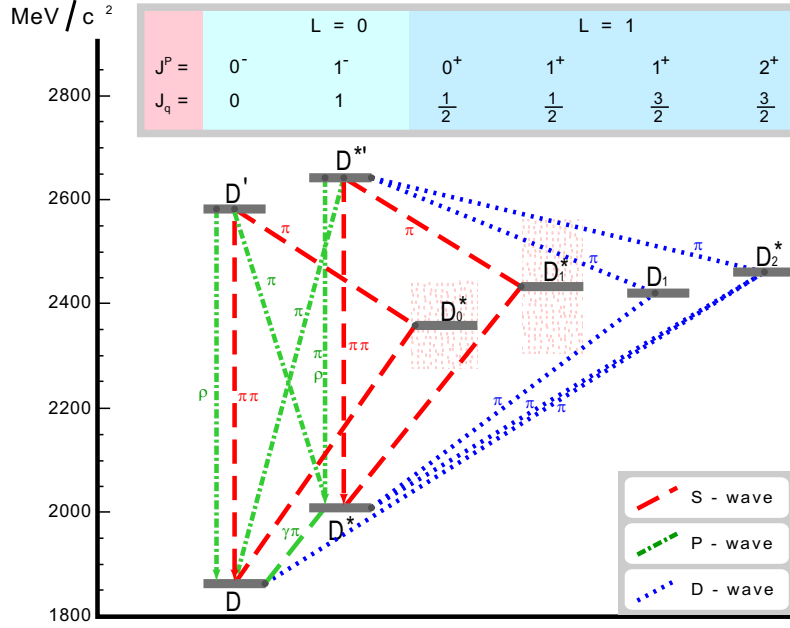 MeV/c ²
L = 0 L = 1
Jᴾ = 0⁻ 1⁻ 0⁺ 1⁺ 1⁺ 2⁺
J_q = 0 1 1/2 1/2 3/2 3/2
2800
2600
2400
2200
2000
1800
D'
D*'
D₀*
D₁*
D₁
D₂*
π
π
π
π
π
π
π
ρ
ππ
π
ρ
ππ
π
π
π
D*
γπ
D
S - wave
P - wave
D - wave